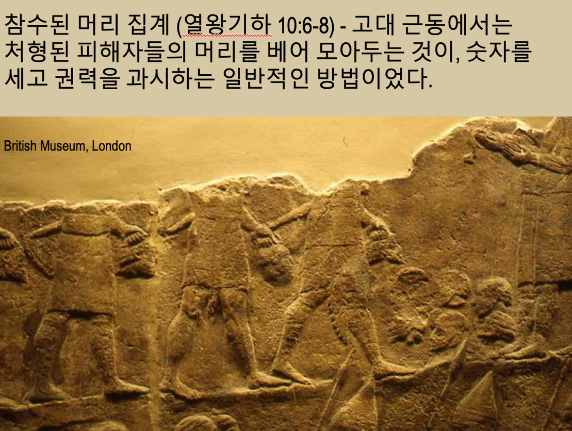 참수된 머리 집계 (열왕기하 10:6-8) - 고대 근동에서는
처형된 피해자들의 머리를 베어 모아두는 것이, 숫자를
세고 권력을 과시하는 일반적인 방법이었다.
British Museum, London